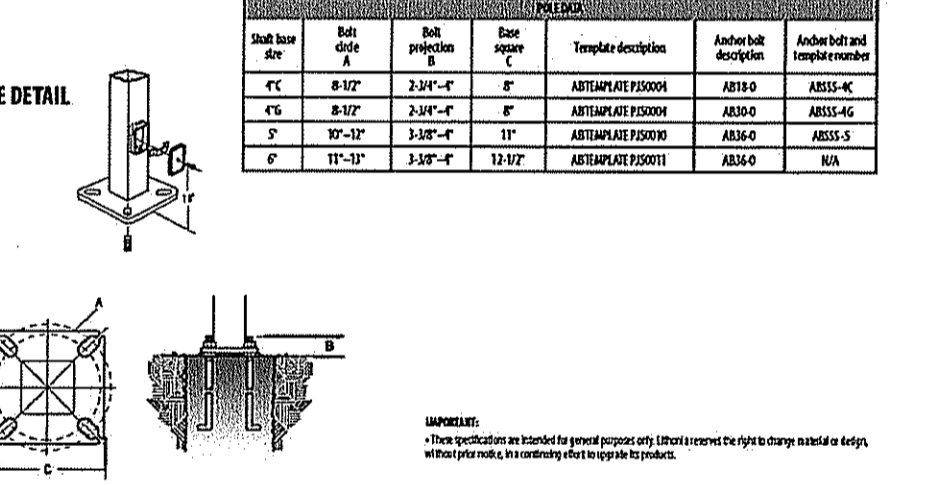 POLE DATA
Shaft base size
Bolt circle A
Bolt projection B
Base square C
Template description
Anchor bolt description
Anchor bolt and template number
4"C 8-1/2" 2-3/4"–4" 8" ABTEMPLATE PJ50004 AB18-0 ABSSS-4C
4"G 8-1/2" 2-3/4"–4" 8" ABTEMPLATE PJ50004 AB30-0 ABSSS-4G
5" 10"–12" 3-3/8"–4" 11" ABTEMPLATE PJ50010 AB36-0 ABSSS-5
6" 11"–13" 3-3/8"–4" 12-1/2" ABTEMPLATE PJ50011 AB36-0 N/A
E DETAIL
18"
A
B
C
IMPORTANT:
• These specifications are intended for general purposes only. Lithonia reserves the right to change material or design,
without prior notice, in a continuing effort to upgrade its products.